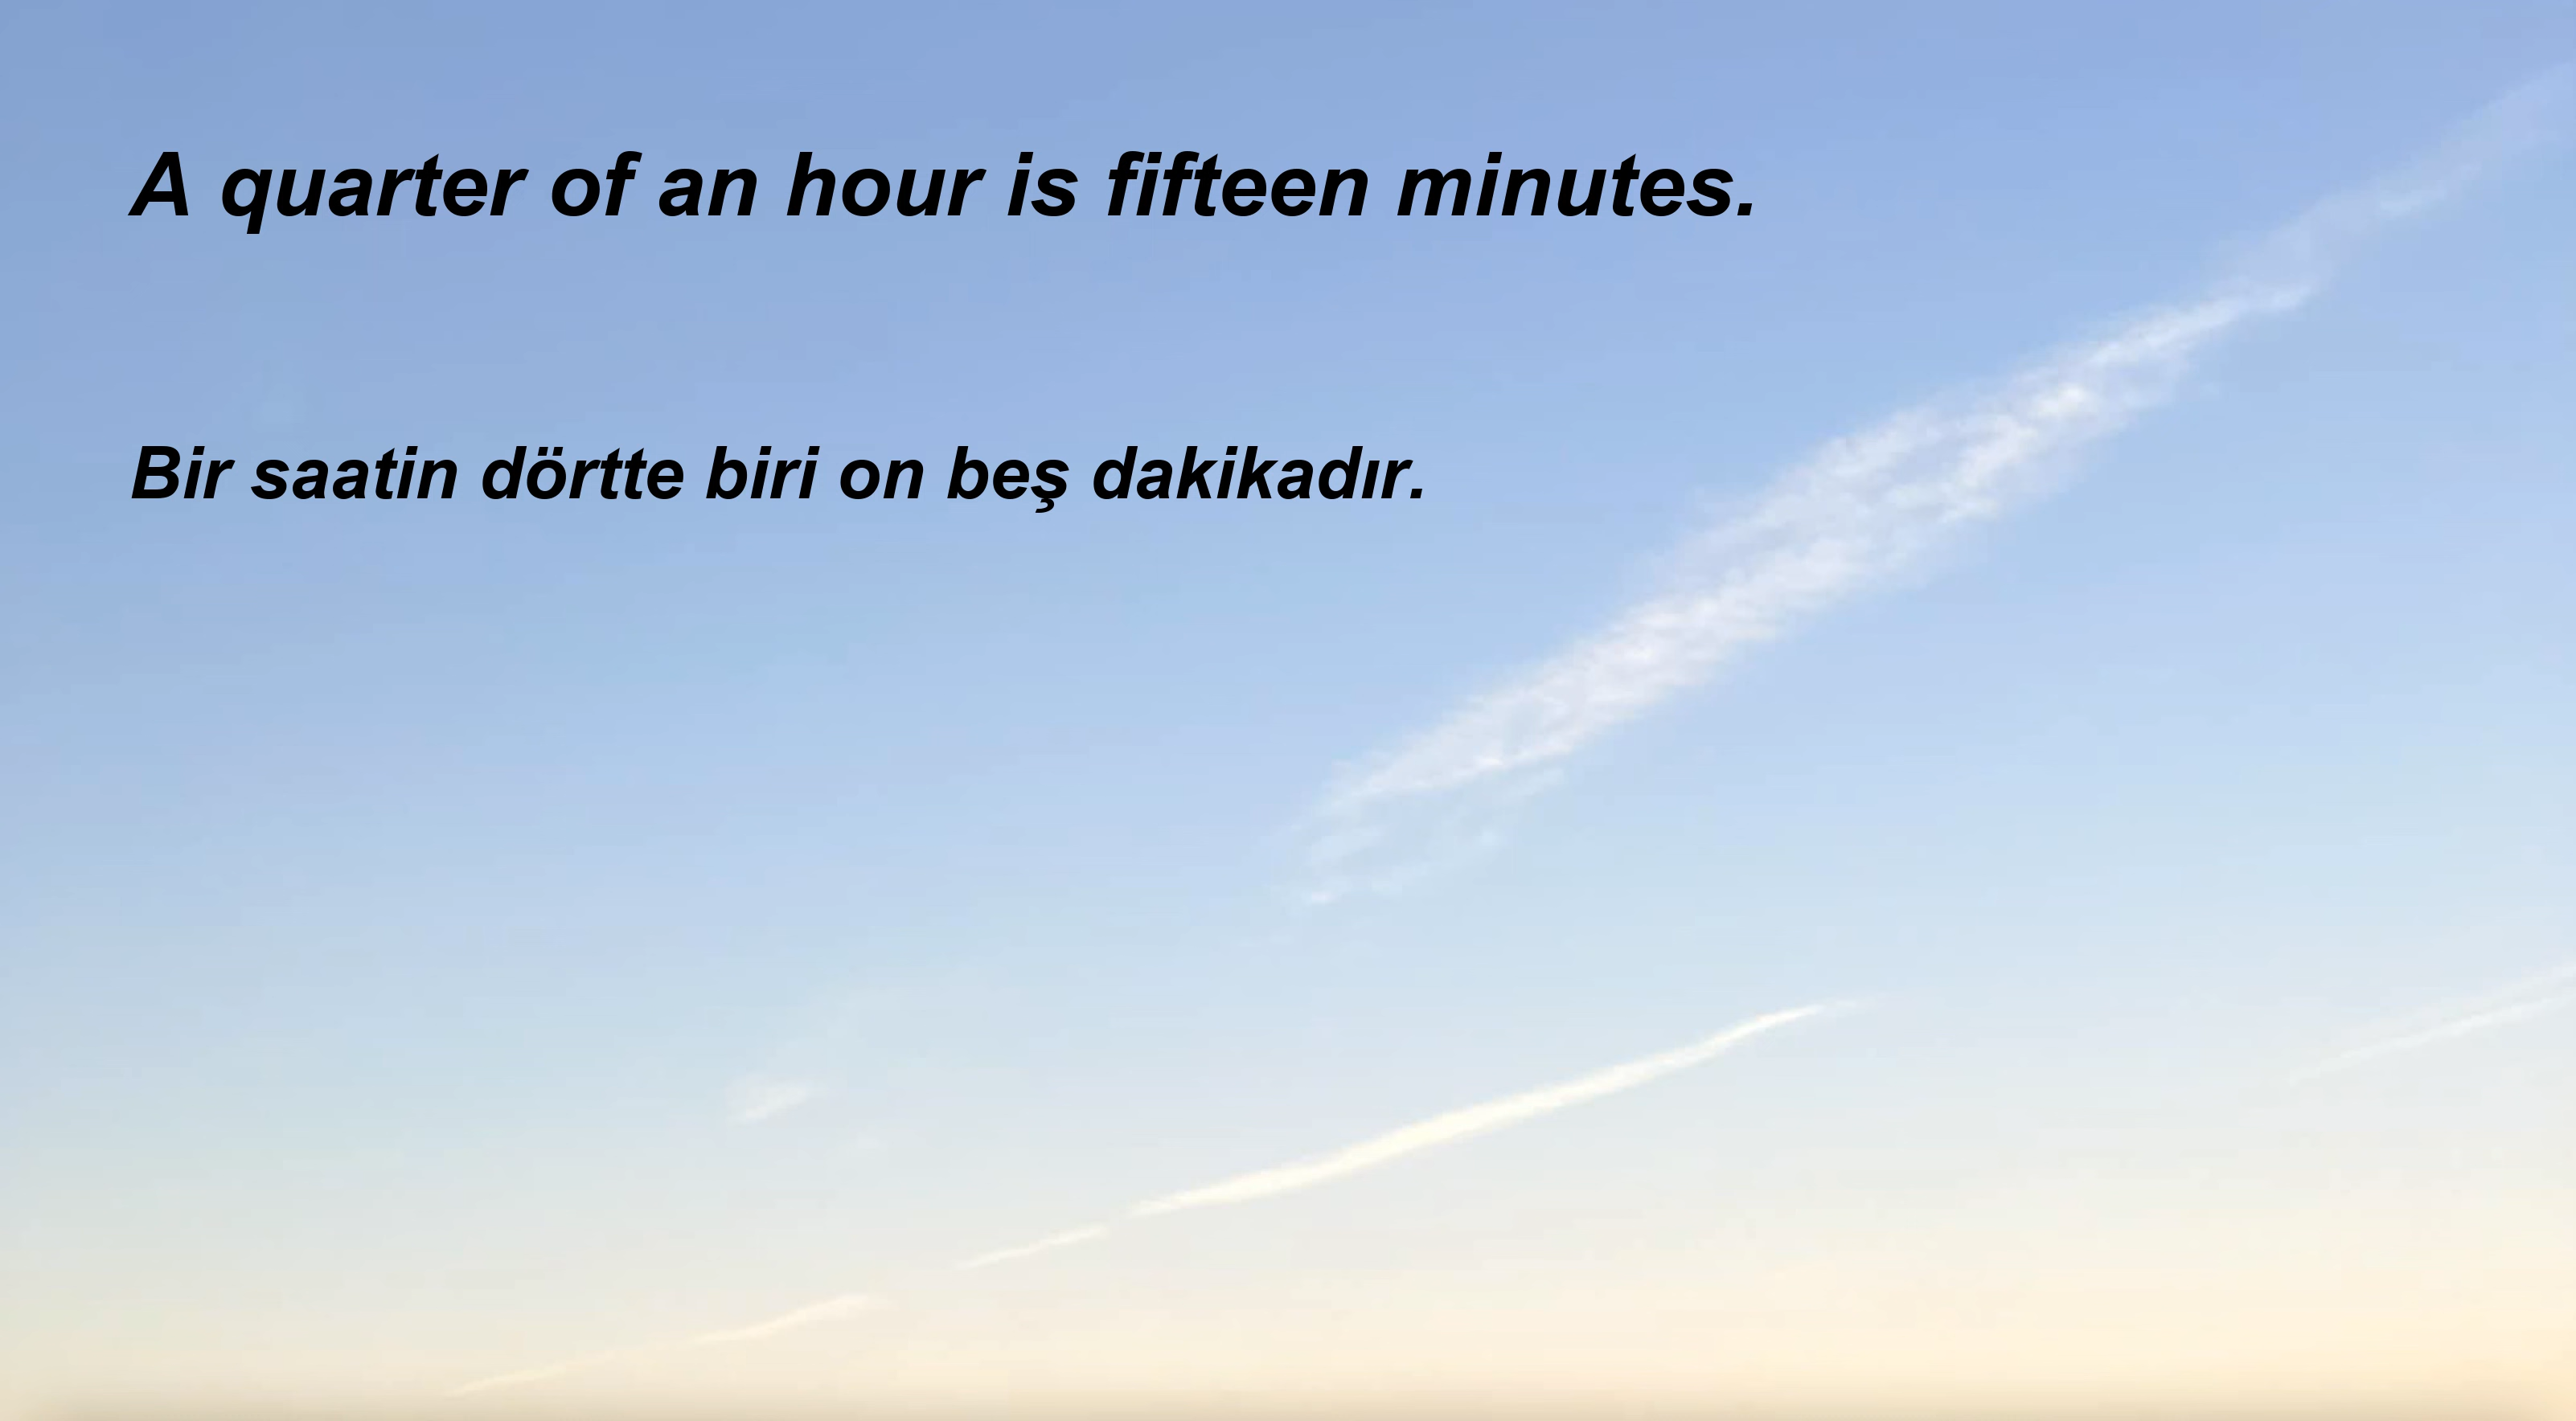 A quarter of an hour is fifteen minutes.
Bir saatin dörtte biri on beş dakikadır.